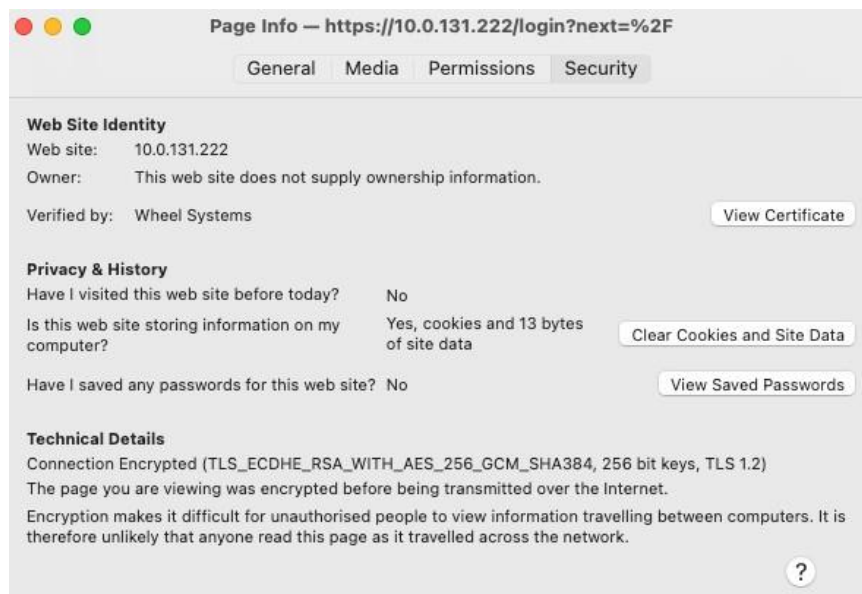 Page Info — https://10.0.131.222/login?next=%2F
General Media Permissions Security
Web Site Identity
Web site: 10.0.131.222
Owner: This web site does not supply ownership information.
Verified by: Wheel Systems View Certificate
Privacy & History
Have I visited this web site before today? No
Is this web site storing information on my
computer?
Yes, cookies and 13 bytes
of site data
Clear Cookies and Site Data
Have I saved any passwords for this web site? No View Saved Passwords
Technical Details
Connection Encrypted (TLS_ECDHE_RSA_WITH_AES_256_GCM_SHA384, 256 bit keys, TLS 1.2)
The page you are viewing was encrypted before being transmitted over the Internet.
Encryption makes it difficult for unauthorised people to view information travelling between computers. It is
therefore unlikely that anyone read this page as it travelled across the network.
?